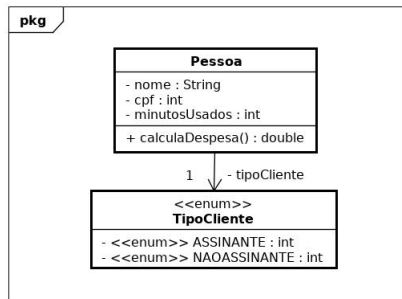 pkg
Pessoa
- nome : String
- cpf : int
- minutosUsados : int
+ calculaDespesa() : double
1 - tipoCliente
<<enum>>
TipoCliente
- <<enum>> ASSINANTE : int
- <<enum>> NAOASSINANTE : int